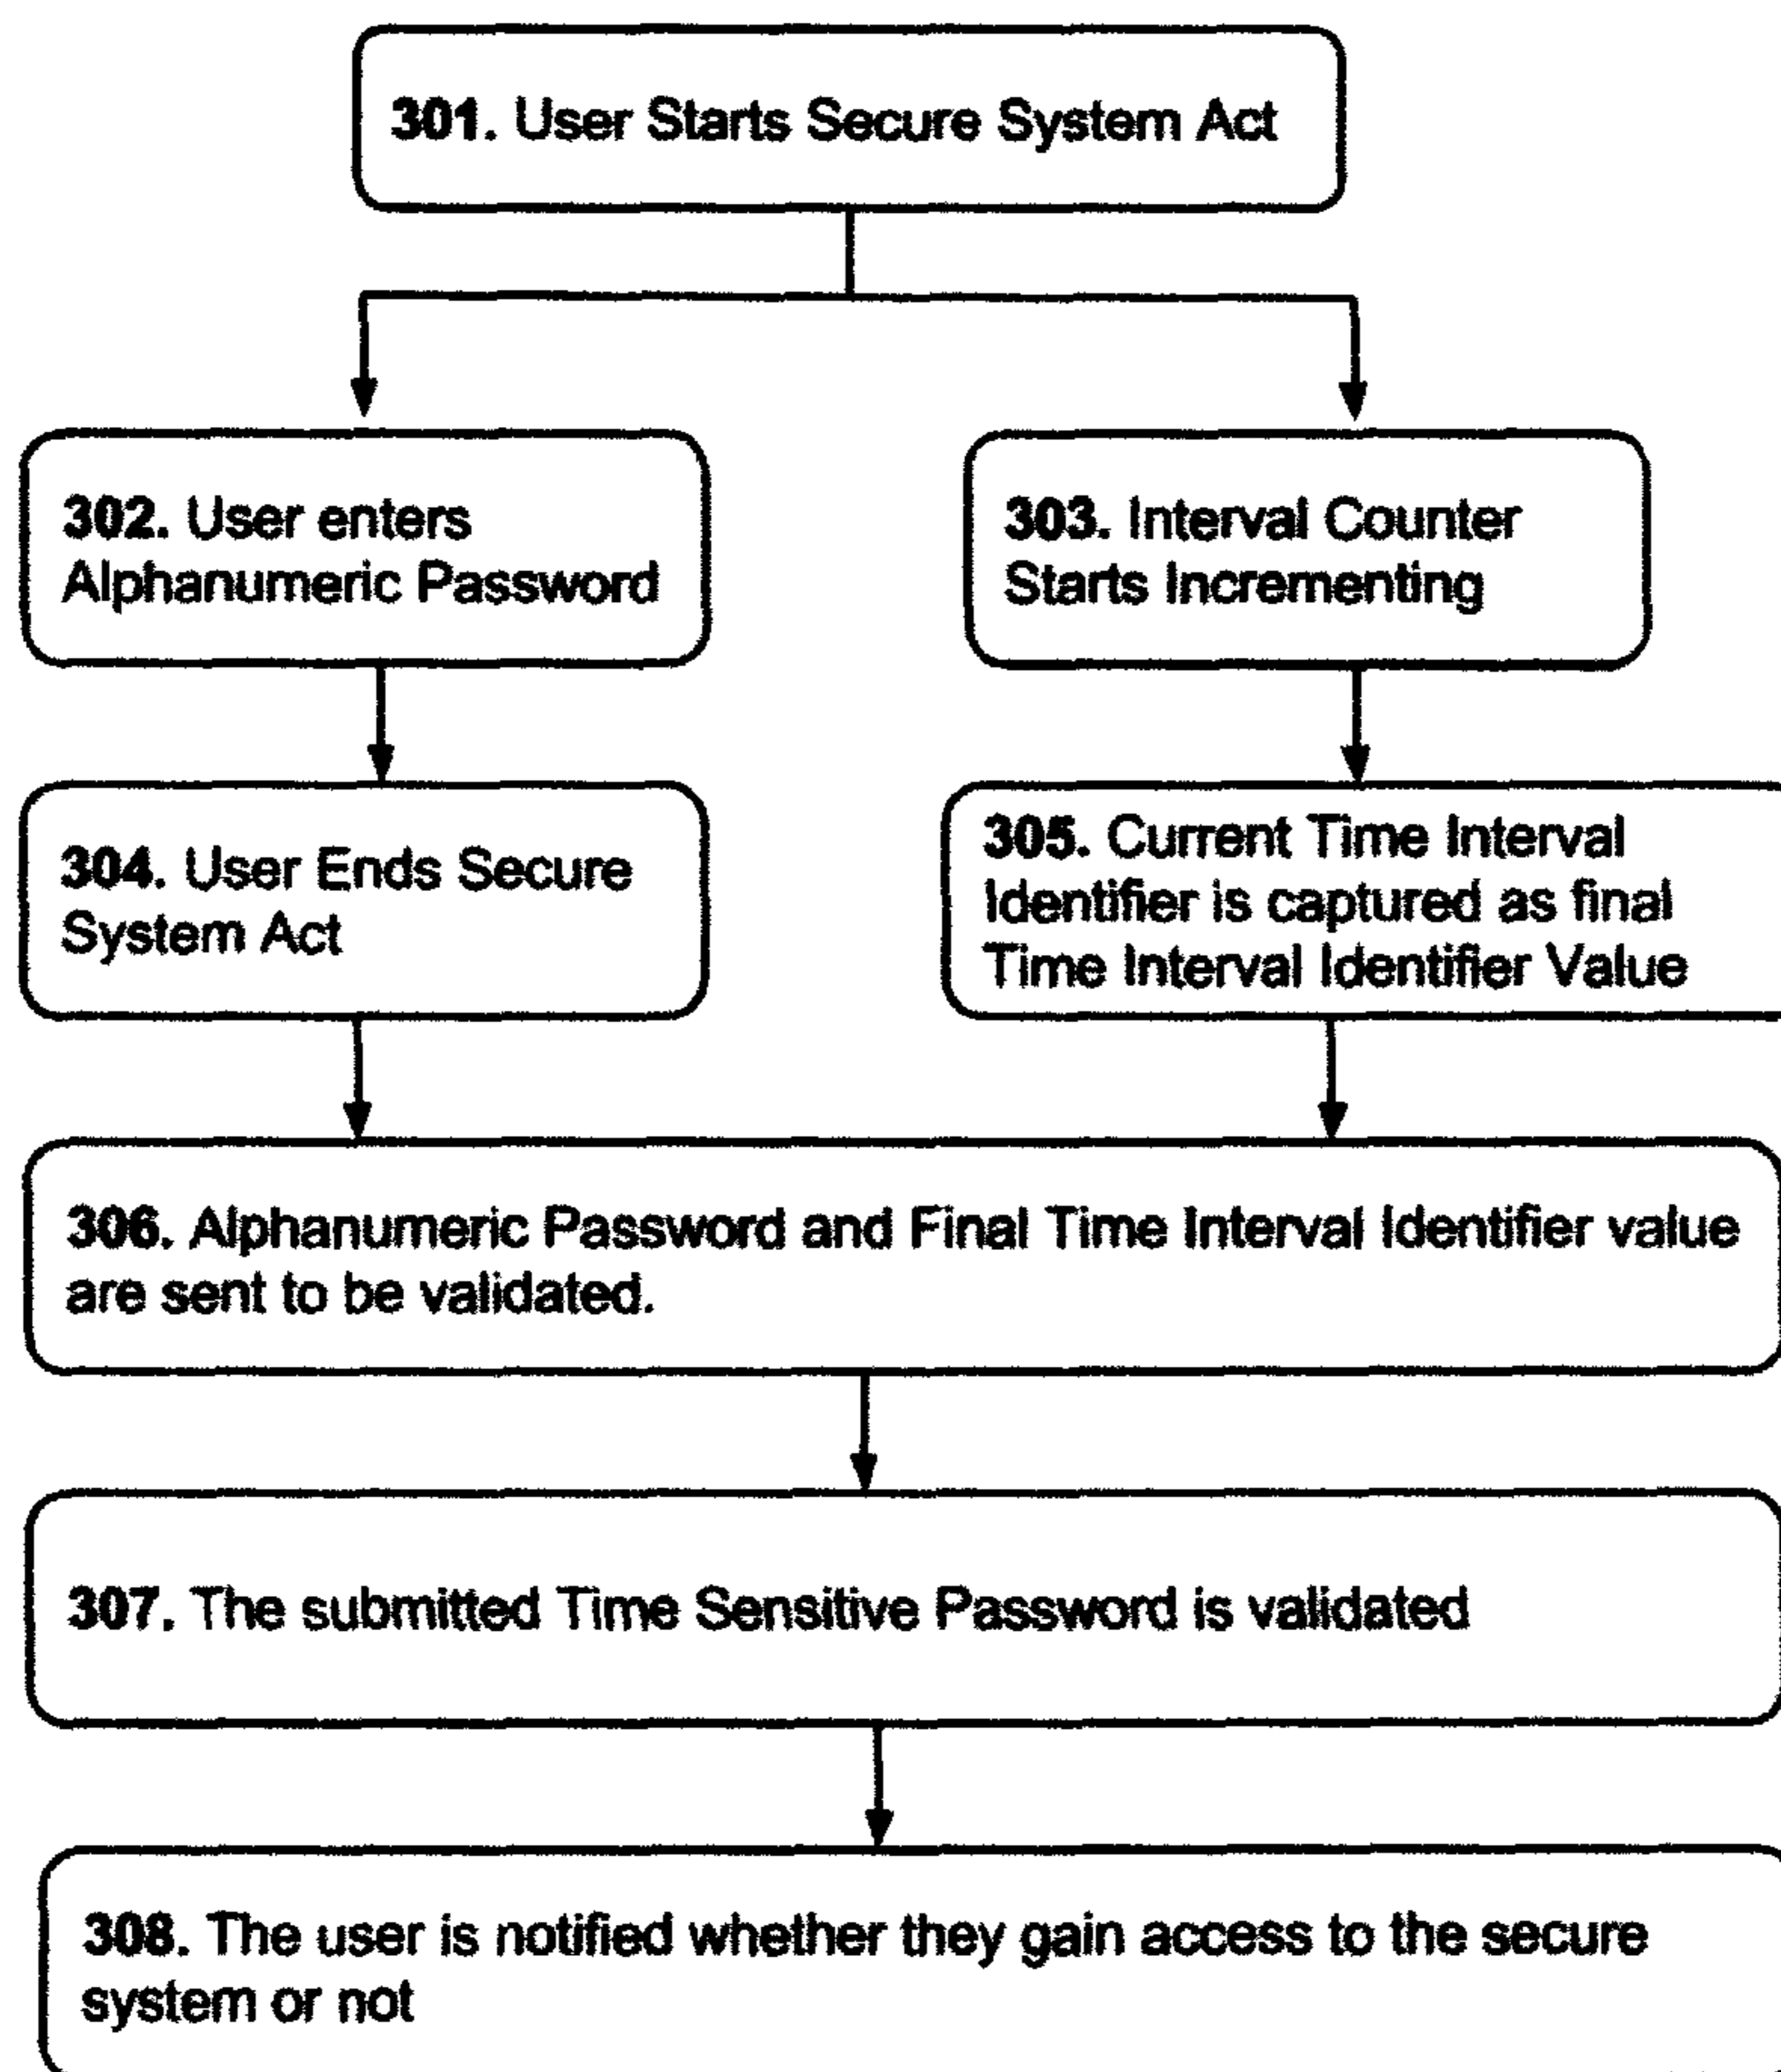 301. User Starts Secure System Act
302. User enters
Alphanumeric Password
303. Interval Counter
Starts Incrementing
304. User Ends Secure
System Act
305. Current Time Interval
Identifier is captured as final
Time Interval Identifier Value
306. Alphanumeric Password and Final Time Interval Identifier value
are sent to be validated.
307. The submitted Time Sensitive Password is validated
308. The user is notified whether they gain access to the secure
system or not